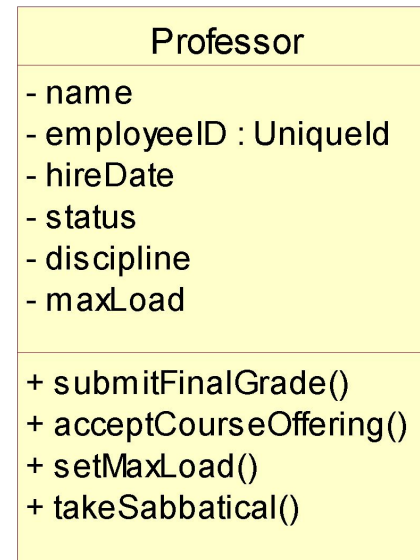 Professor
- name
- employeeID : UniqueId
- hireDate
- status
- discipline
- maxLoad
+ submitFinalGrade()
+ acceptCourseOffering()
+ setMaxLoad()
+ takeSabbatical()